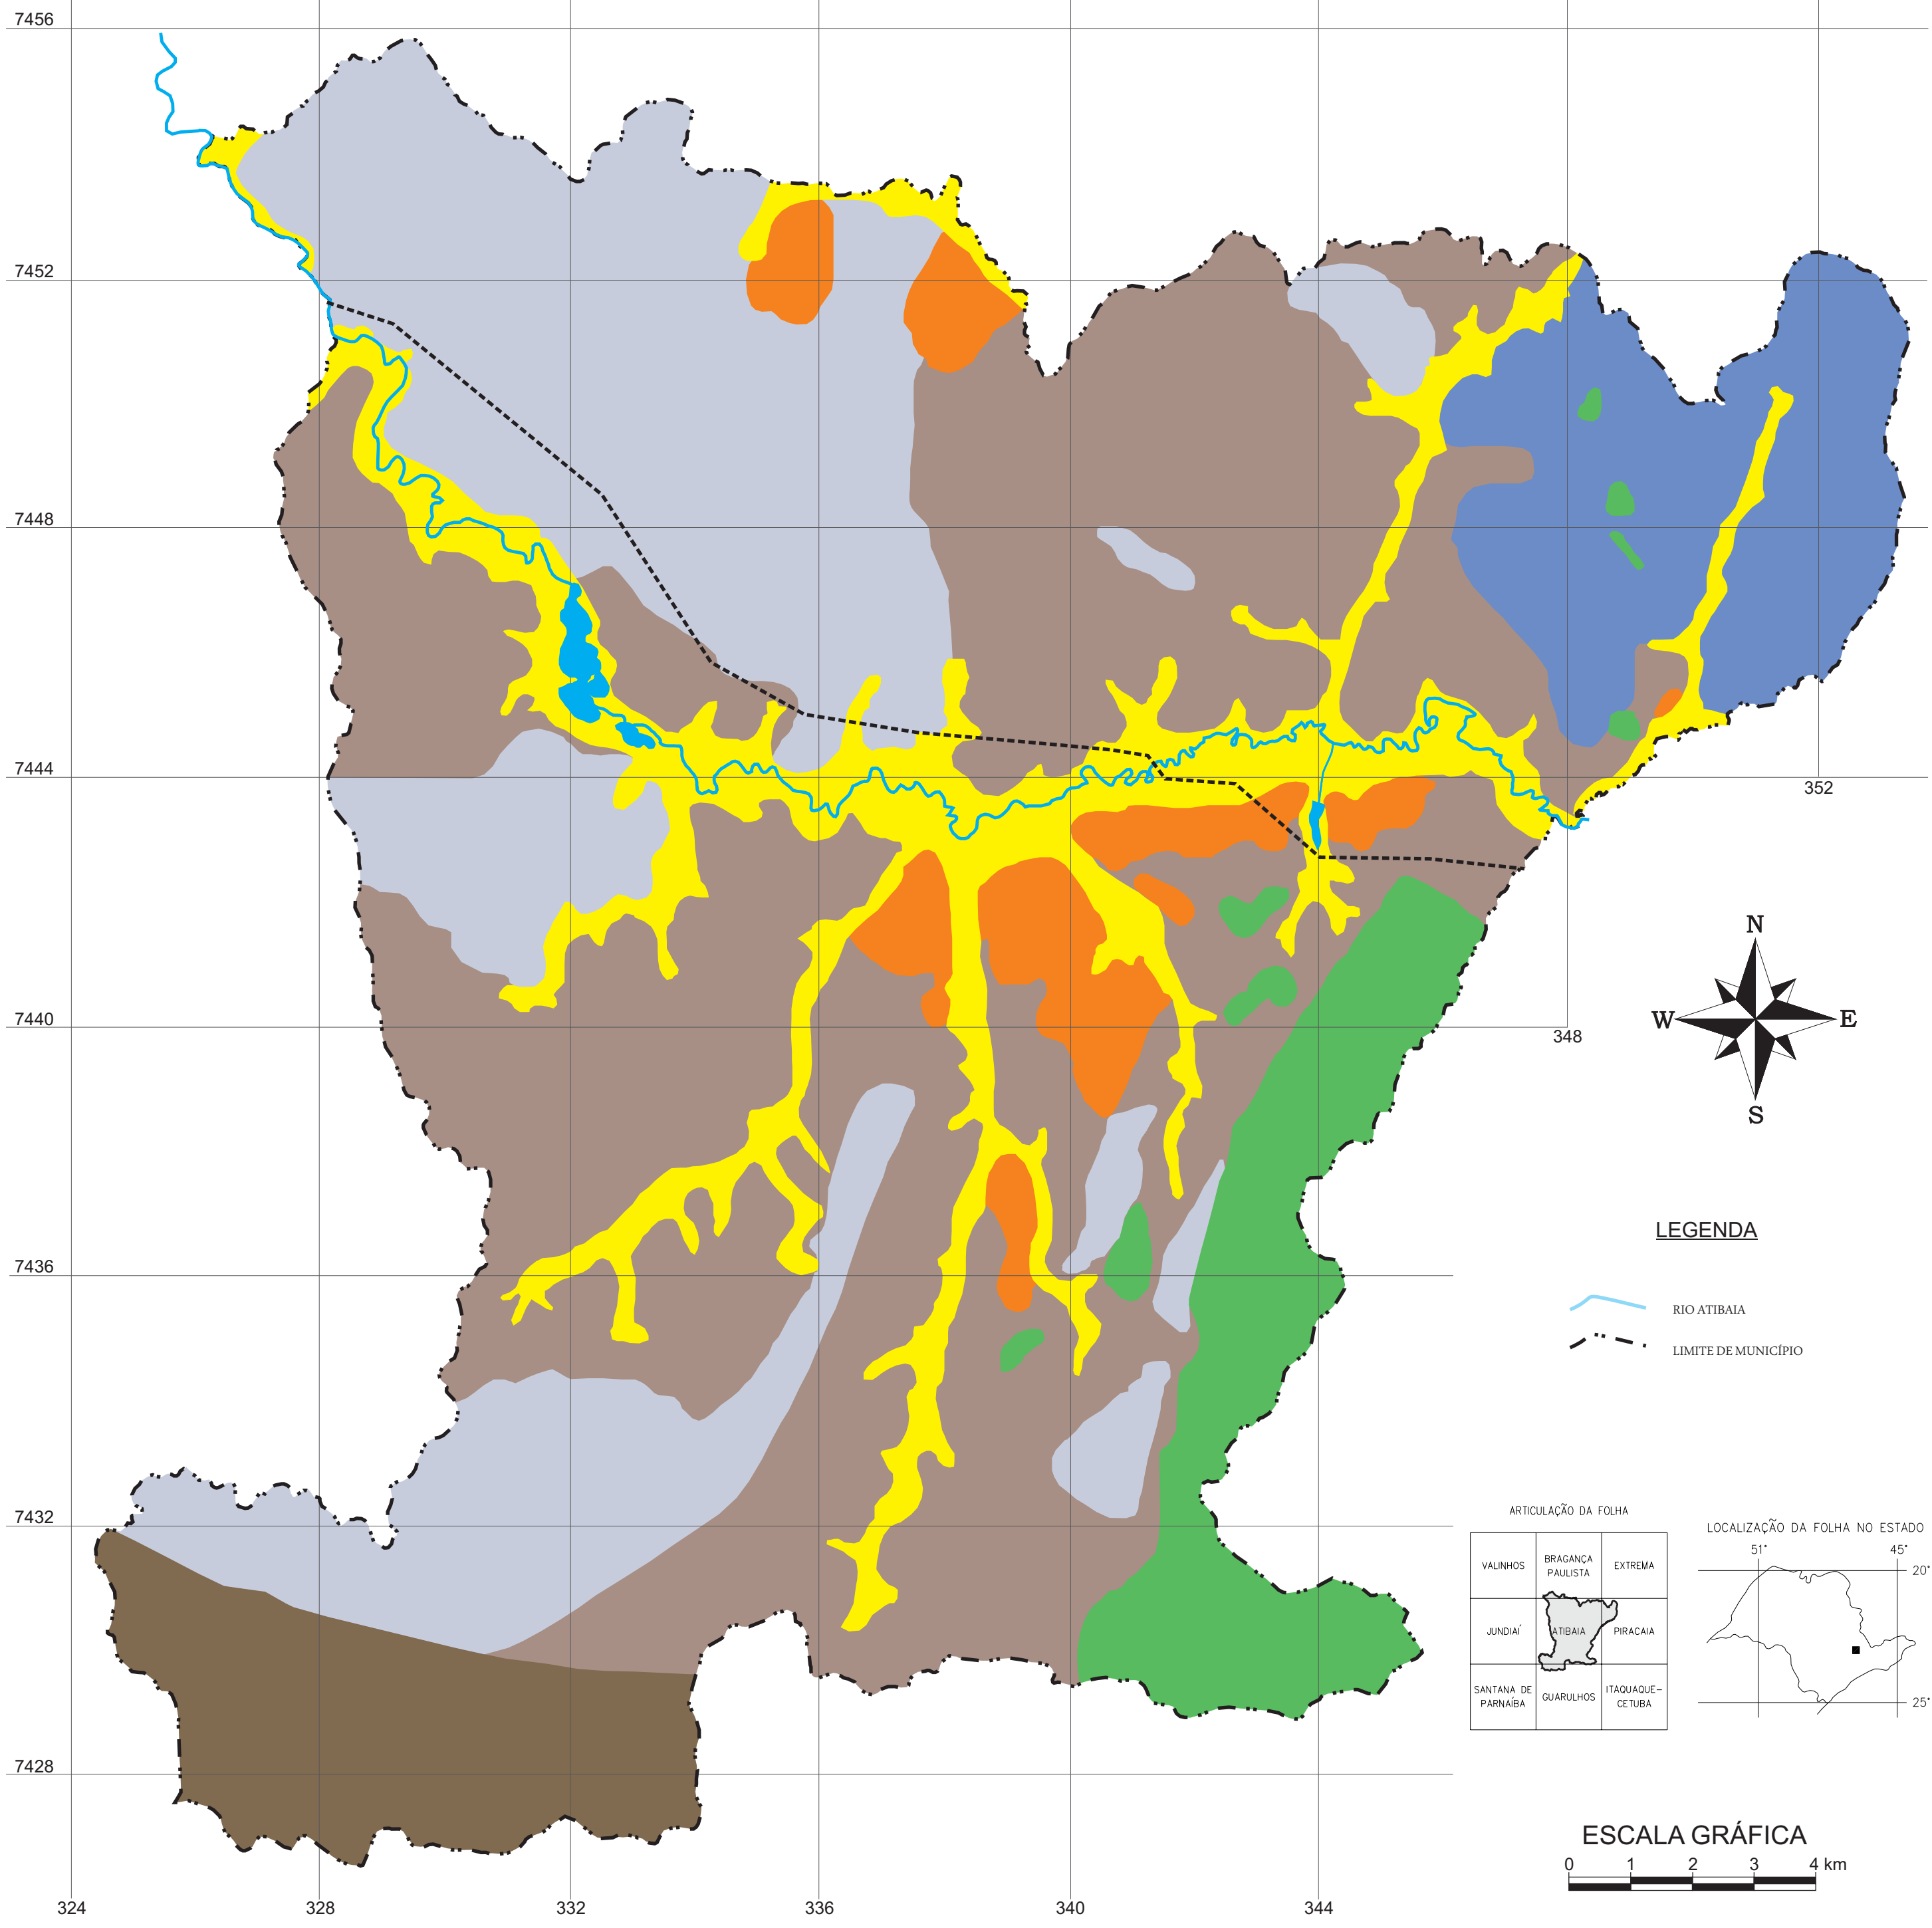 7456
7452
7448
7444
352
7440
348
7436
7432
7428
324
328
332
336
340
344
N
W
E
S
LEGENDA
RIO ATIBAIA
LIMITE DE MUNICÍPIO
ARTICULAÇÃO DA FOLHA
VALINHOS
BRAGANÇA
PAULISTA
EXTREMA
JUNDIAÍ
ATIBAIA
PIRACAIA
SANTANA DE
PARNAÍBA
GUARULHOS
ITAQUAQUE-
CETUBA
LOCALIZAÇÃO DA FOLHA NO ESTADO
51°
45°
20°
25°
ESCALA GRÁFICA
0 1 2 3 4 km